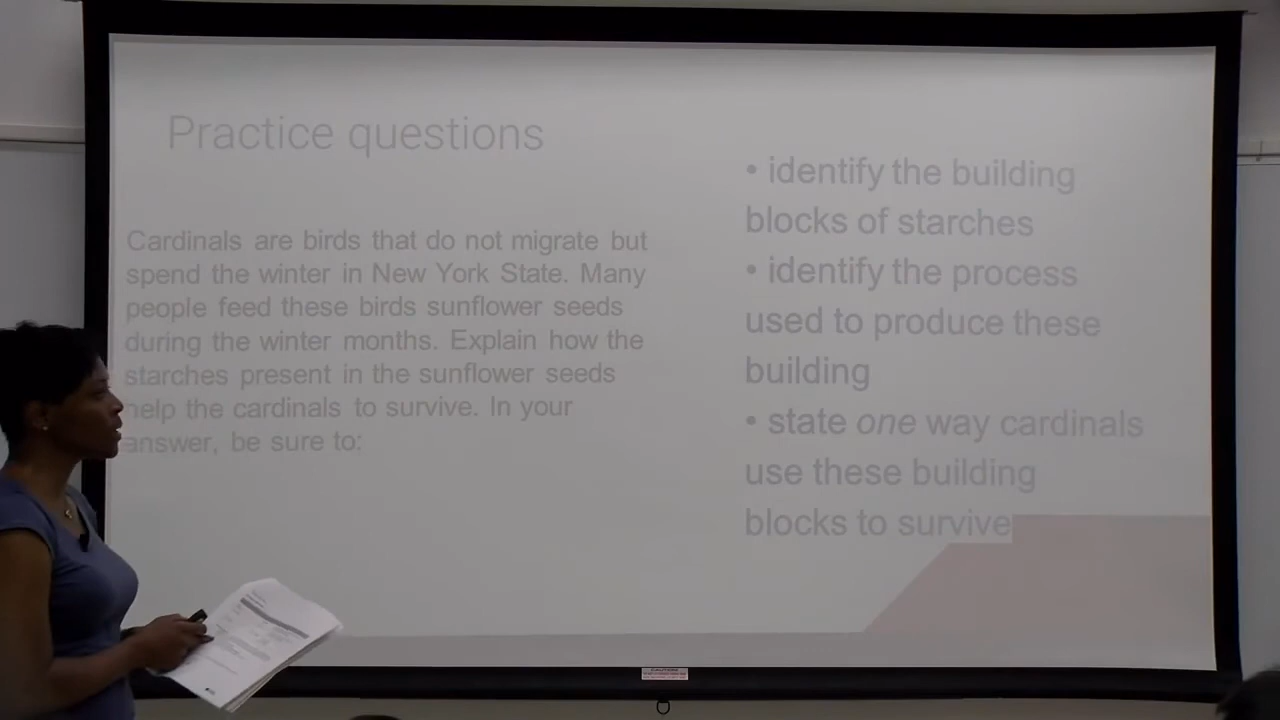 Practice questions
Cardinals are birds that do not migrate but
spend the winter in New York State. Many
people feed these birds sunflower seeds
during the winter months. Explain how the
starches present in the sunflower seeds
help the cardinals to survive. In your
answer, be sure to:
• identify the building
blocks of starches
• identify the process
used to produce these
building
• state one way cardinals
use these building
blocks to survive